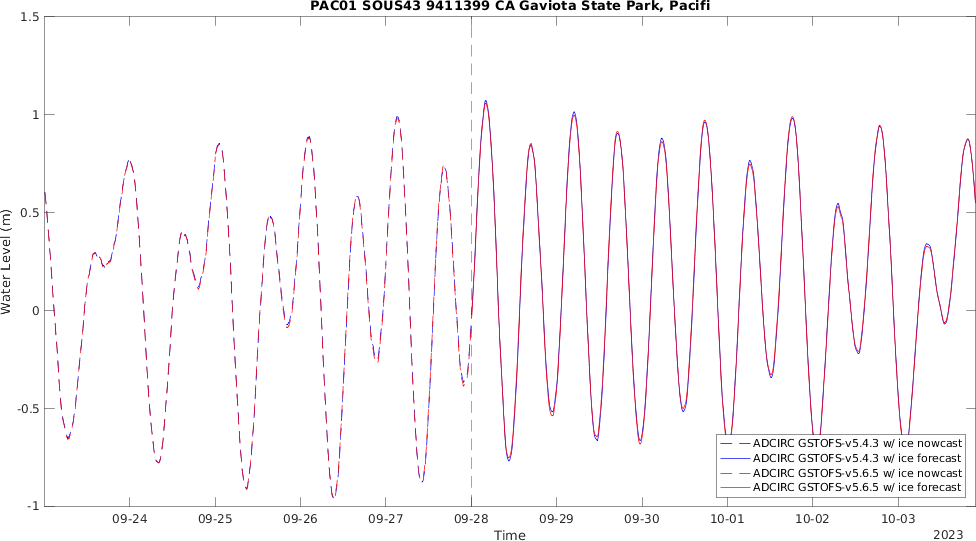 PAC01 SOUS43 9411399 CA Gaviota State Park, Pacifi
1.5
1
0.5
0
-0.5
-1
Water Level (m)
ADCIRC GSTOFS-v5.4.3 w/ ice nowcast
ADCIRC GSTOFS-v5.4.3 w/ ice forecast
ADCIRC GSTOFS-v5.6.5 w/ ice nowcast
ADCIRC GSTOFS-v5.6.5 w/ ice forecast
09-24 09-25 09-26 09-27 09-28 09-29 09-30 10-01 10-02 10-03
Time
2023